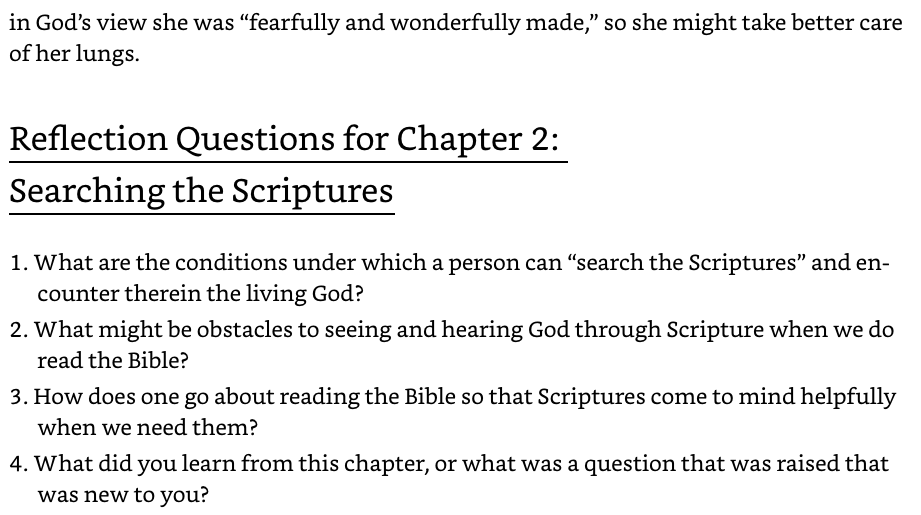 in God’s view she was “fearfully and wonderfully made,” so she might take better care
of her lungs.
Reflection Questions for Chapter 2:
Searching the Scriptures
1. What are the conditions under which a person can “search the Scriptures” and en-
counter therein the living God?
2. What might be obstacles to seeing and hearing God through Scripture when we do
read the Bible?
3. How does one go about reading the Bible so that Scriptures come to mind helpfully
when we need them?
4. What did you learn from this chapter, or what was a question that was raised that
was new to you?